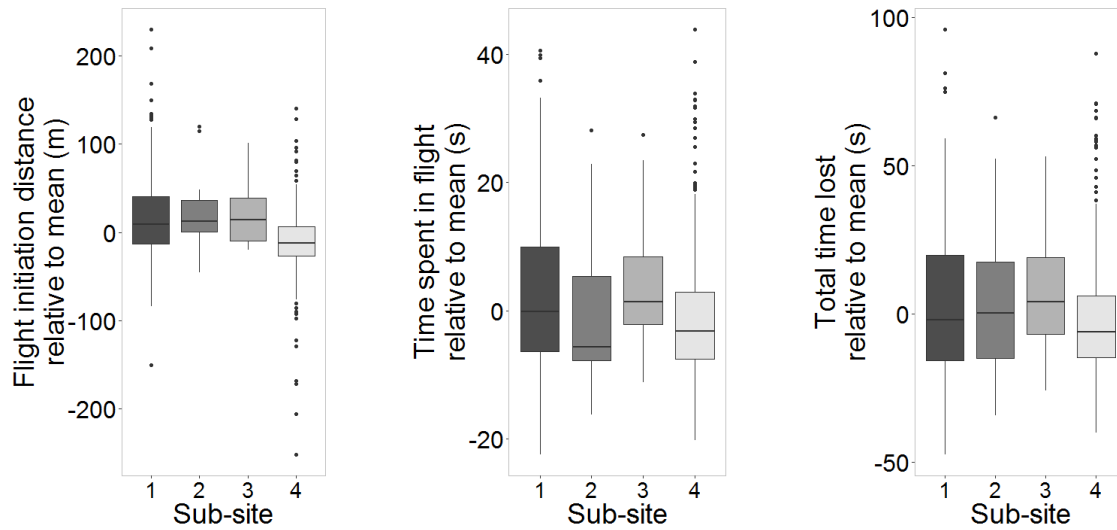 Flight initiation distance
relative to mean (m)
200
100
0
-100
-200
1 2 3 4
Sub-site
Time spent in flight
relative to mean (s)
40
20
0
-20
1 2 3 4
Sub-site
Total time lost
relative to mean (s)
100
50
0
-50
1 2 3 4
Sub-site